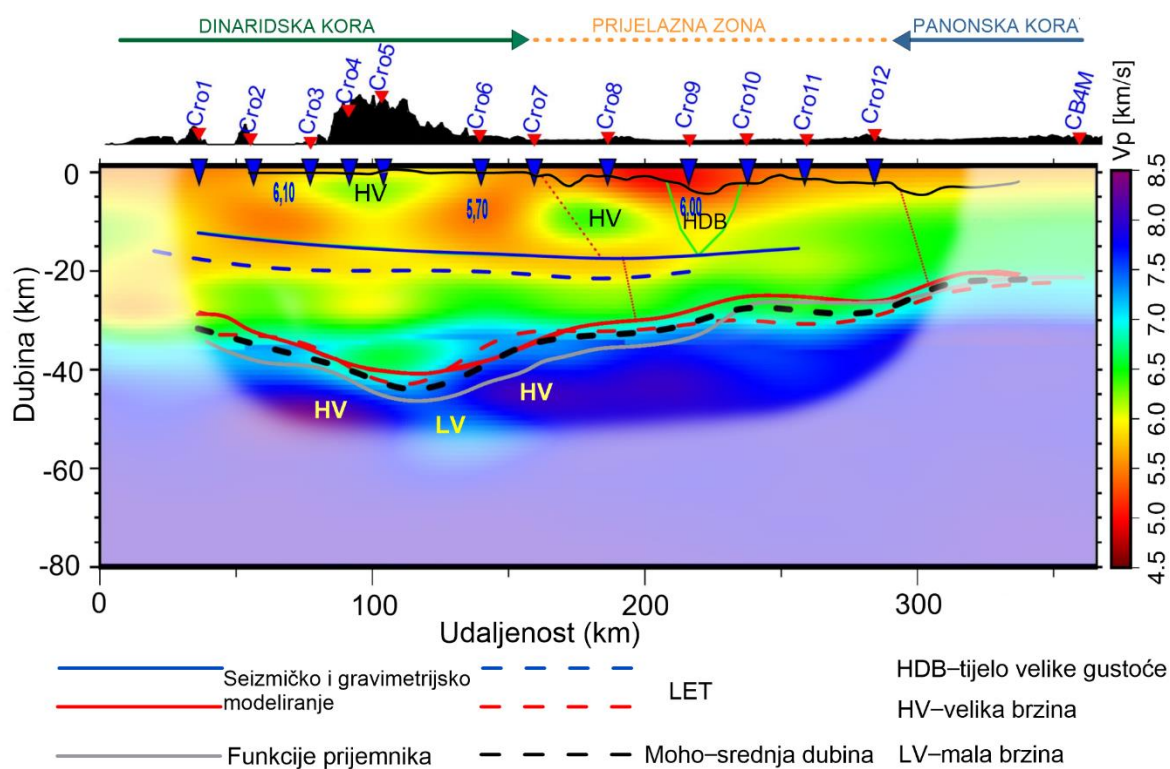 DINARIDSKA KORA PRIJELAZNA ZONA PANONSKA KORA
Cro1 Cro2 Cro3 Cro4 Cro5 Cro6 Cro7 Cro8 Cro9 Cro10 Cro11 Cro12 CB4M
Vp [km/s]
8.5
8.0
7.5
7.0
6.5
6.0
5.5
5.0
4.5
Dubina (km)
0
-20
-40
-60
-80
6,10 HV 5,70 HV 6,00 HDB
HV LV HV
0 100 200 300
Udaljenost (km)
Seizmičko i gravimetrijsko
modeliranje
LET
HDB–tijelo velike gustoće
HV–velika brzina
Funkcije prijemnika Moho–srednja dubina LV–mala brzina